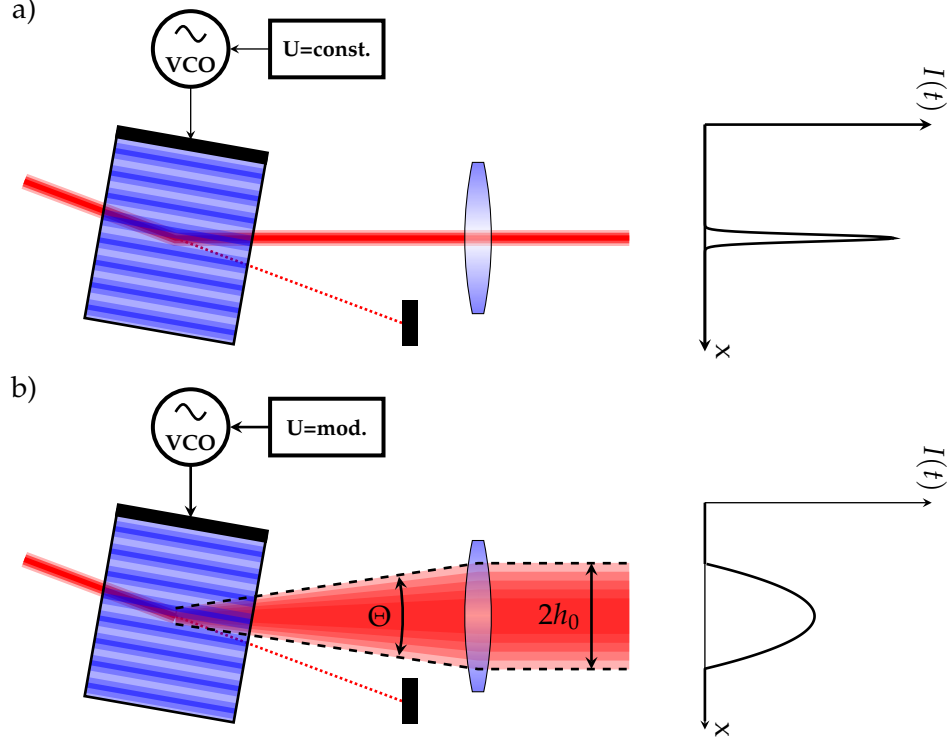 a)
VCO
U=const.
I(t)
x
b)
VCO
U=mod.
I(t)
Θ
2h₀
x